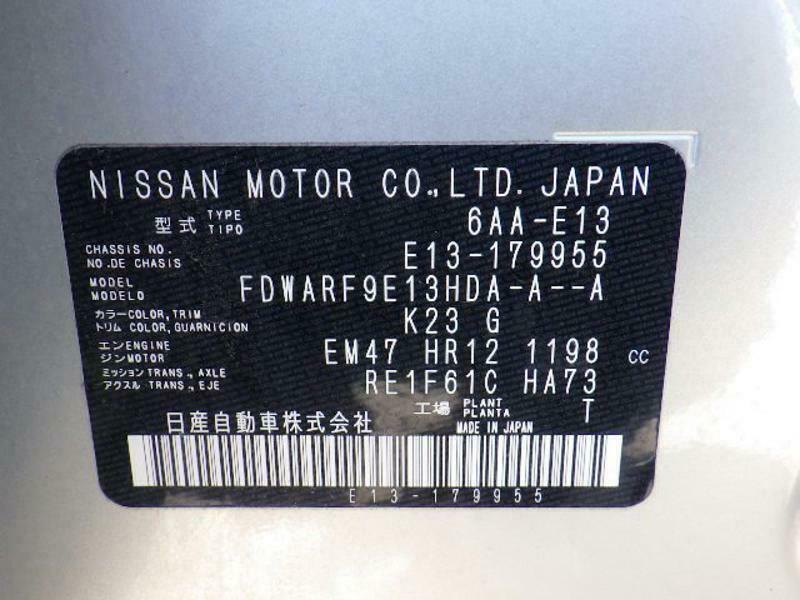 NISSAN MOTOR CO.,LTD. JAPAN
型式 TYPE TIPO 6AA-E13
CHASSIS NO. NO.DE CHASIS E13-179955
MODEL MODELO FDWARF9E13HDA-A--A
カラーCOLOR,TRIM トリム COLOR,GUARNICION K23 G
エンENGINE ジンMOTOR EM47 HR12 1198 CC
ミッション TRANS., AXLE アクスル TRANS., EJE RE1F61C HA73
工場 PLANT PLANTA T
日産自動車株式会社 MADE IN JAPAN
E13-179955